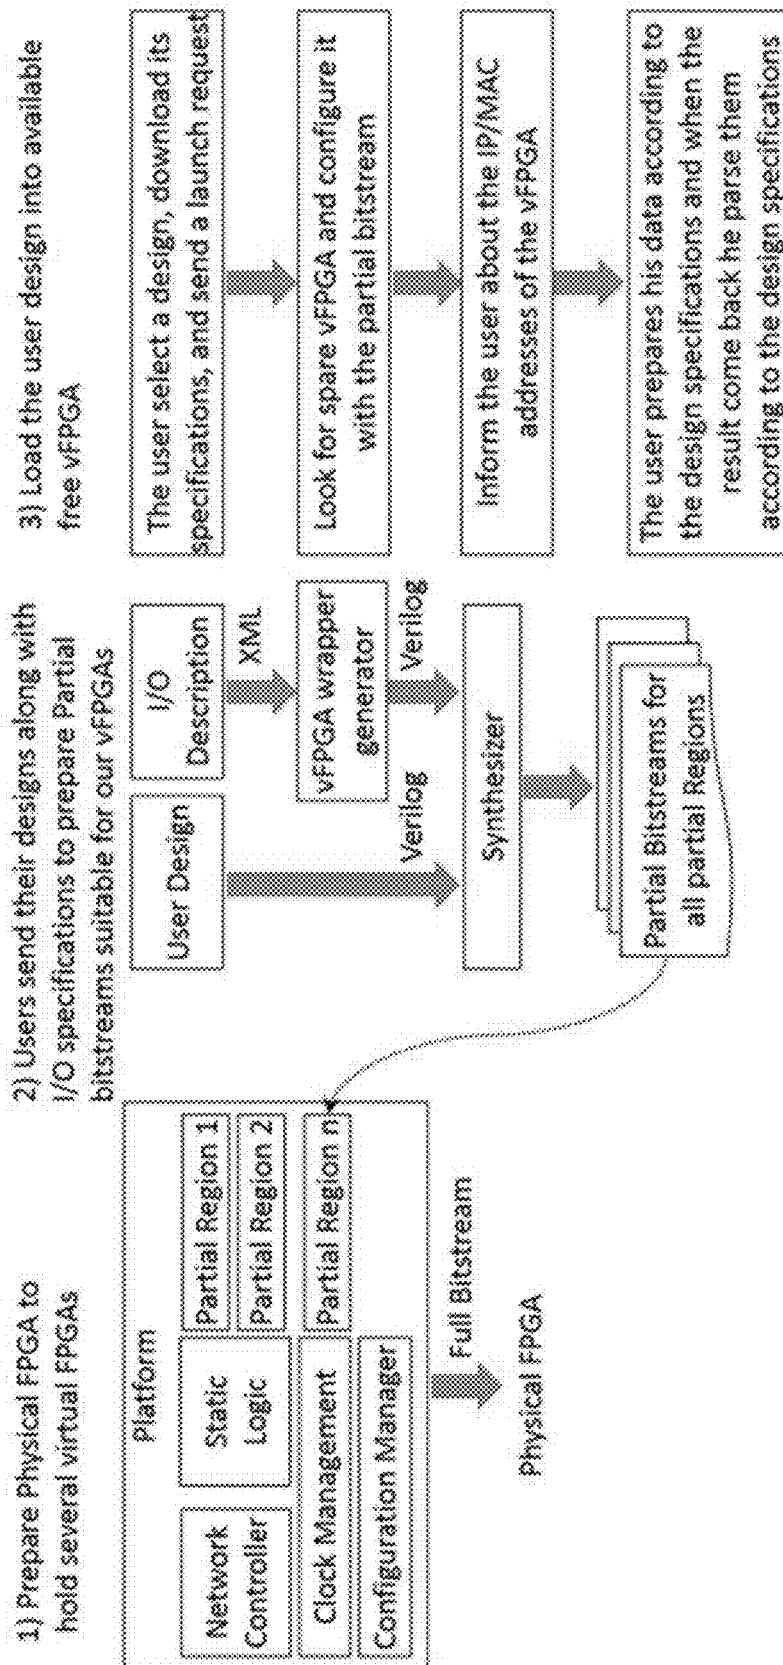 1) Prepare Physical FPGA to
hold several virtual FPGAs
Platform
Network
Controller
Static
Logic
Partial Region 1
Partial Region 2
Clock Management
Partial Region n
Configuration Manager
Full Bitstream
Physical FPGA
2) Users send their designs along with
I/O specifications to prepare Partial
bitstreams suitable for our vFPGAs
User Design
I/O
Description
XML
vFPGA wrapper
generator
Verilog
Verilog
Synthesizer
Partial Bitstreams for
all partial Regions
3) Load the user design into available
free vFPGA
The user select a design, download its
specifications, and send a launch request
Look for spare vFPGA and configure it
with the partial bitstream
Inform the user about the IP/MAC
addresses of the vFPGA
The user prepares his data according to
the design specifications and when the
result come back he parse them
according to the design specifications